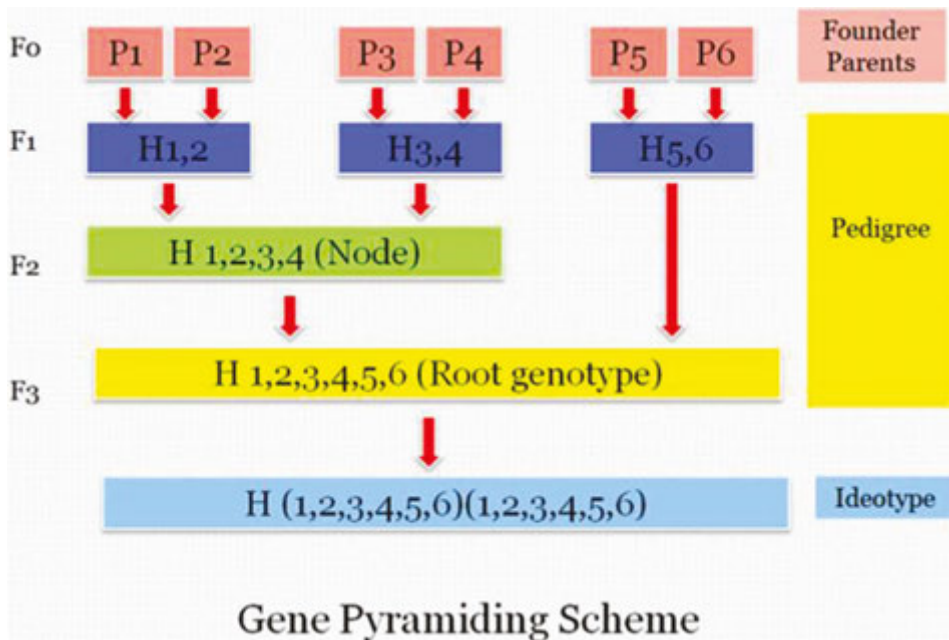 F0 P1 P2 P3 P4 P5 P6 Founder
Parents
F1 H1,2 H3,4 H5,6
Pedigree
F2 H 1,2,3,4 (Node)
F3 H 1,2,3,4,5,6 (Root genotype)
H (1,2,3,4,5,6)(1,2,3,4,5,6) Ideotype
Gene Pyramiding Scheme